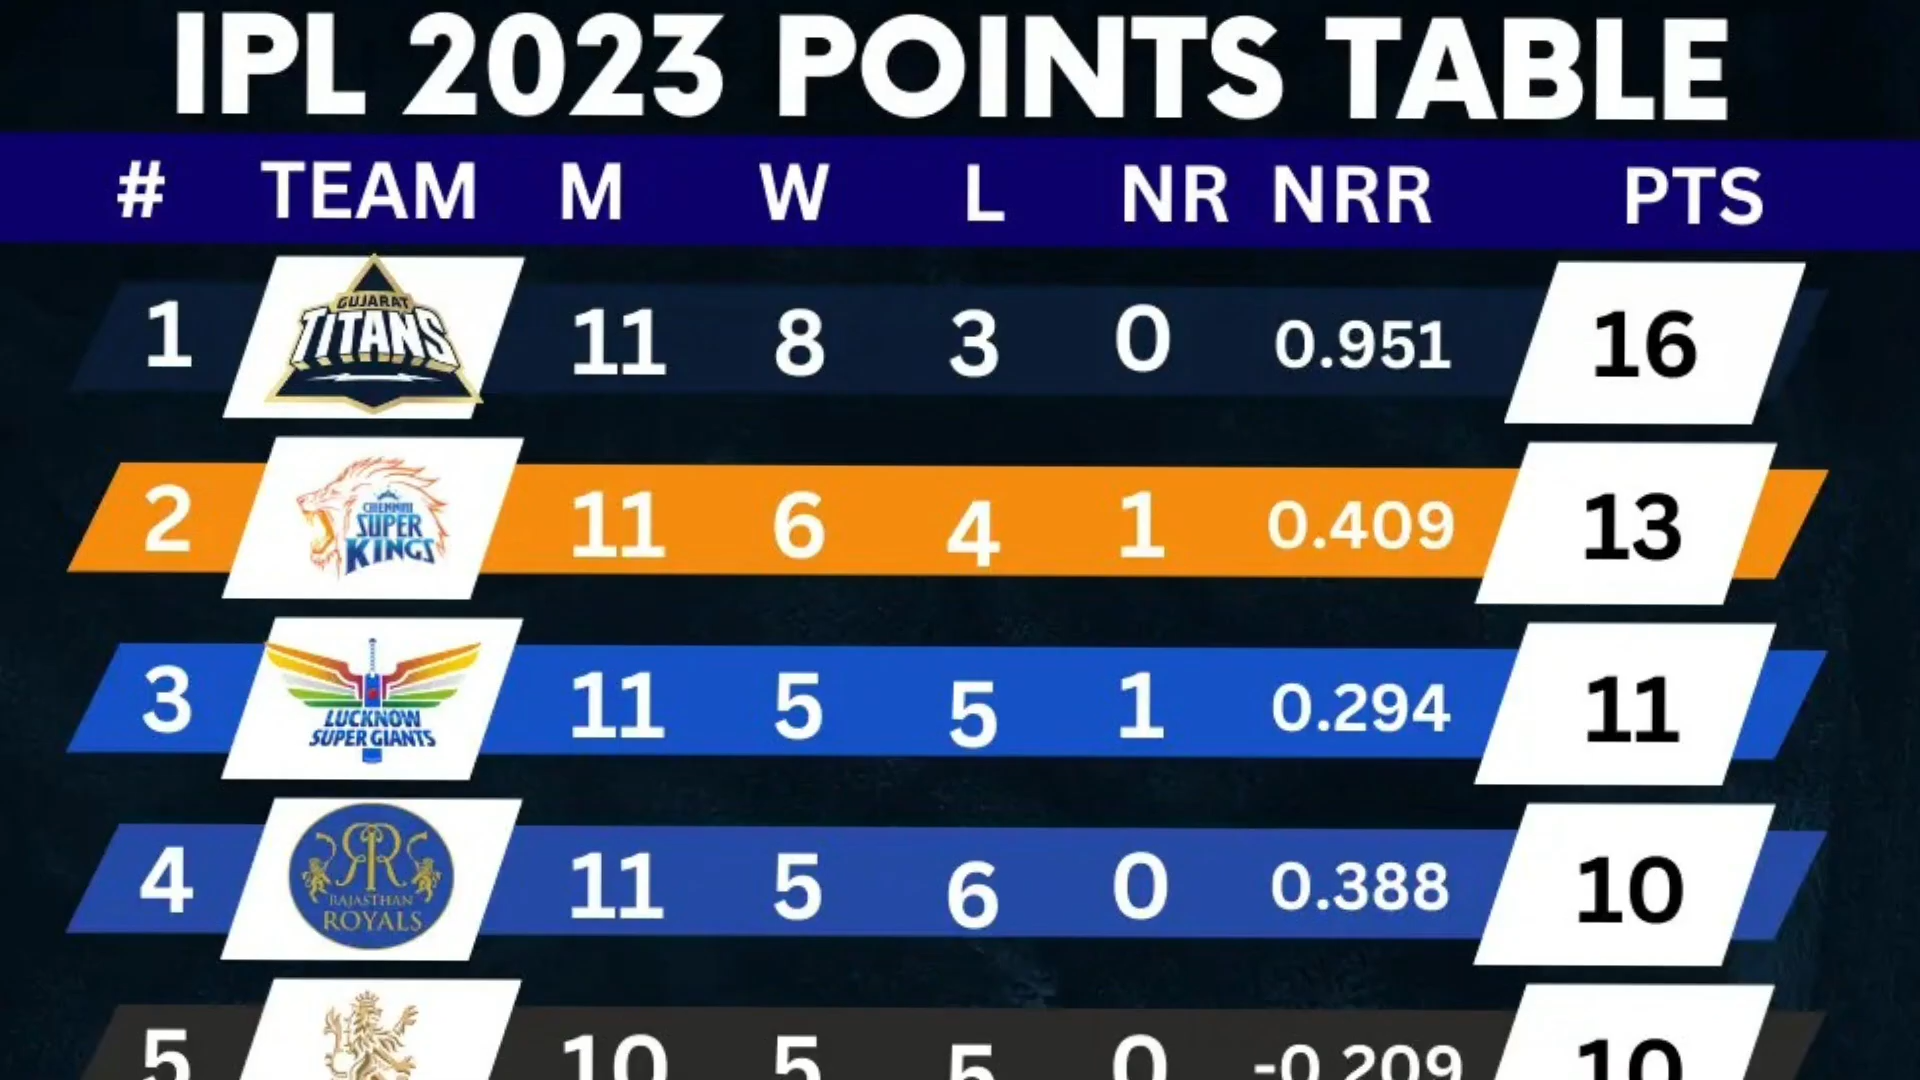 IPL 2023 POINTS TABLE
# TEAM M W L NR NRR PTS
1 GUJARAT TITANS 11 8 3 0 0.951 16
2 CHENNAI SUPER KINGS 11 6 4 1 0.409 13
3 LUCKNOW SUPER GIANTS 11 5 5 1 0.294 11
4 RR RAJASTHAN ROYALS 11 5 6 0 0.388 10
5 10 5 5 0 -0.209 10